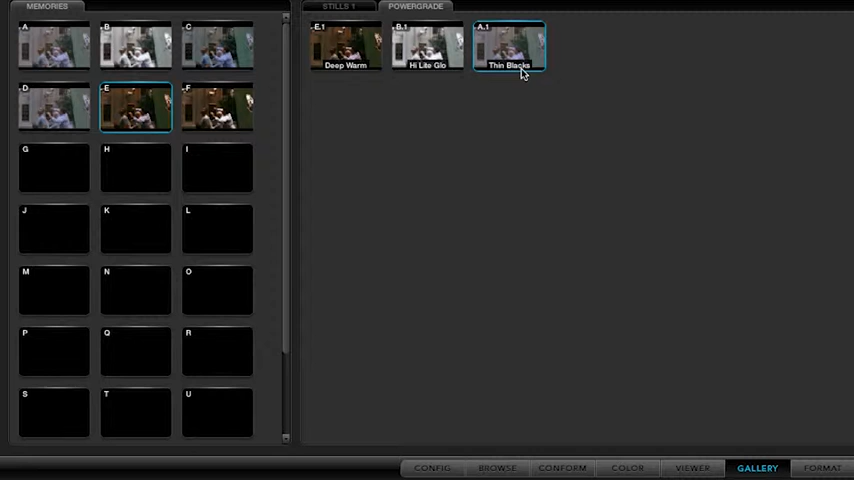 MEMORIES
STILLS 1 POWERGRADE
A B C
E.1 B.1 A.1
Deep Warm Hi Lite Glo Thin Blacks
D E F
G H I
J K L
M N O
P Q R
S T U
CONFIG BROWSE CONFORM COLOR VIEWER GALLERY FORMAT